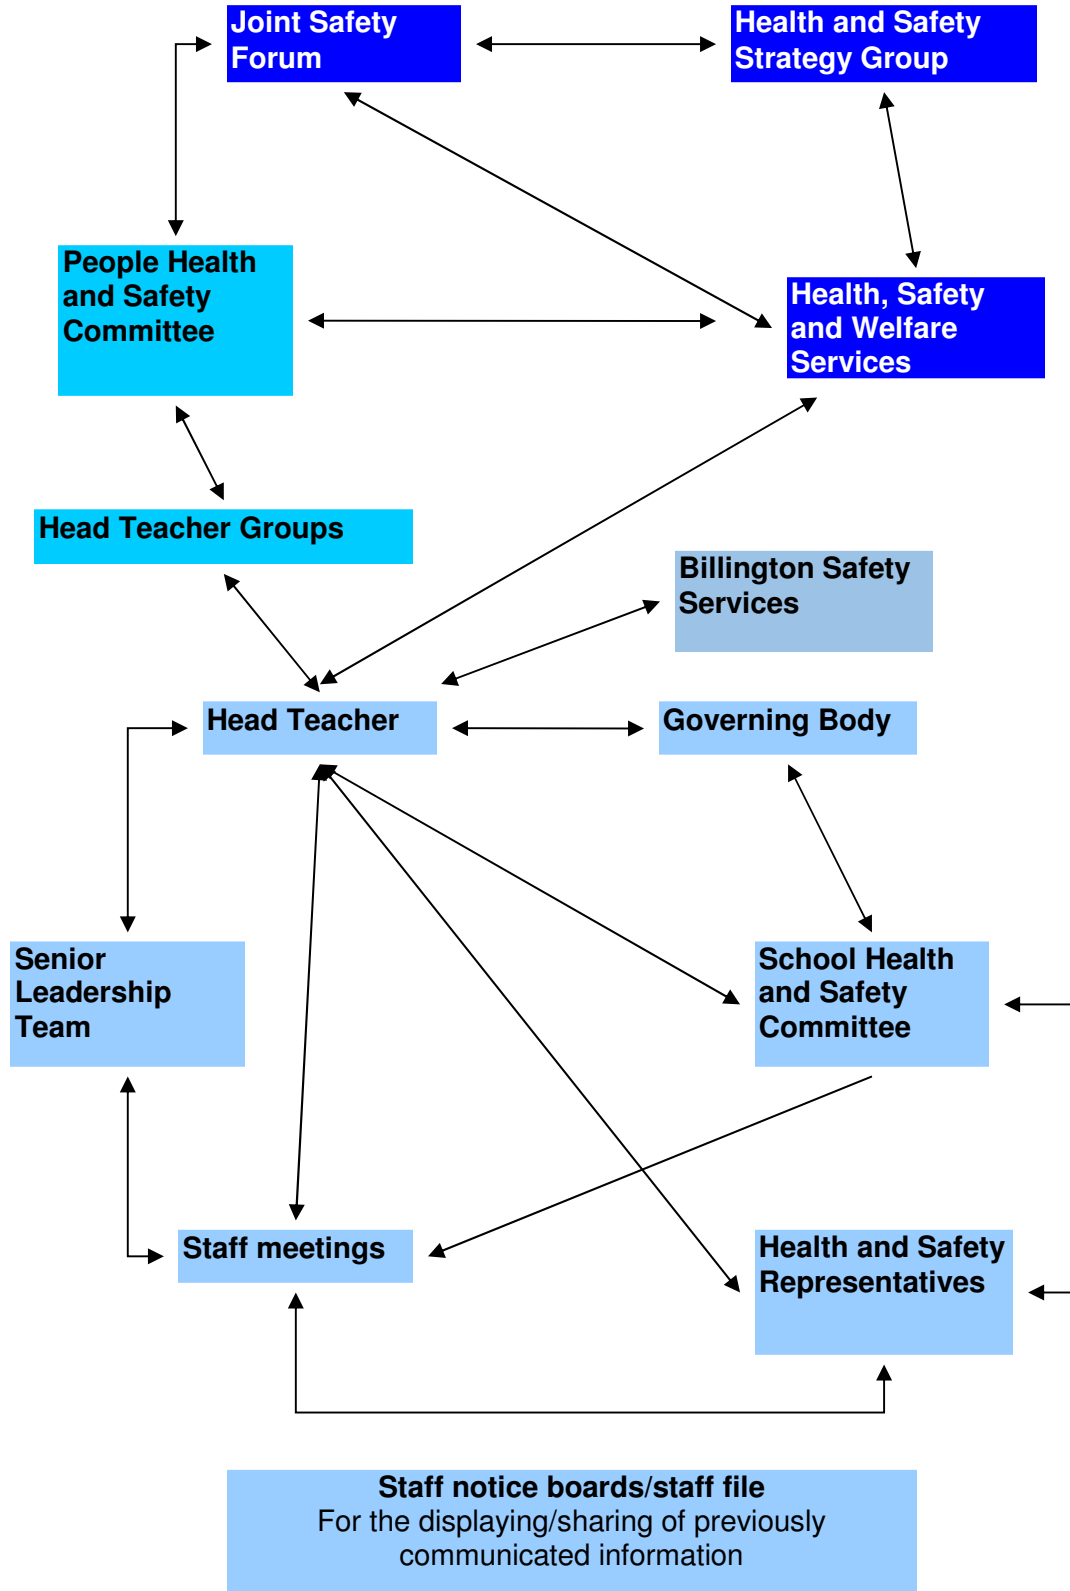 Joint Safety
Forum
Health and Safety
Strategy Group
People Health
and Safety
Committee
Health, Safety
and Welfare
Services
Head Teacher Groups
Billington Safety
Services
Head Teacher
Governing Body
Senior
Leadership
Team
School Health
and Safety
Committee
Staff meetings
Health and Safety
Representatives
Staff notice boards/staff file
For the displaying/sharing of previously
communicated information